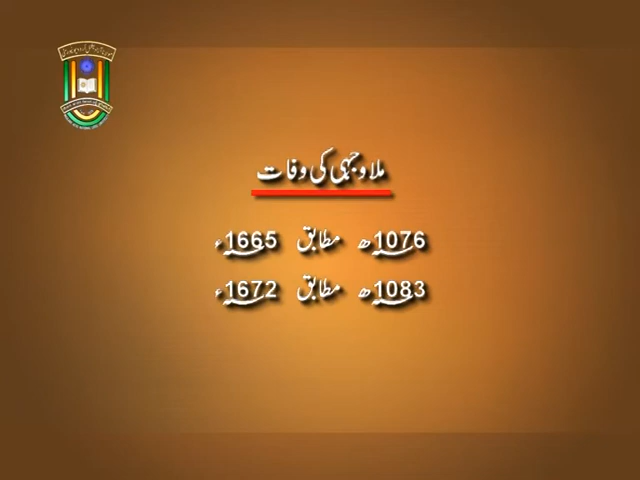 ملا وجہی کی وفات
1076ھ مطابق 1665ء
1083ھ مطابق 1672ء